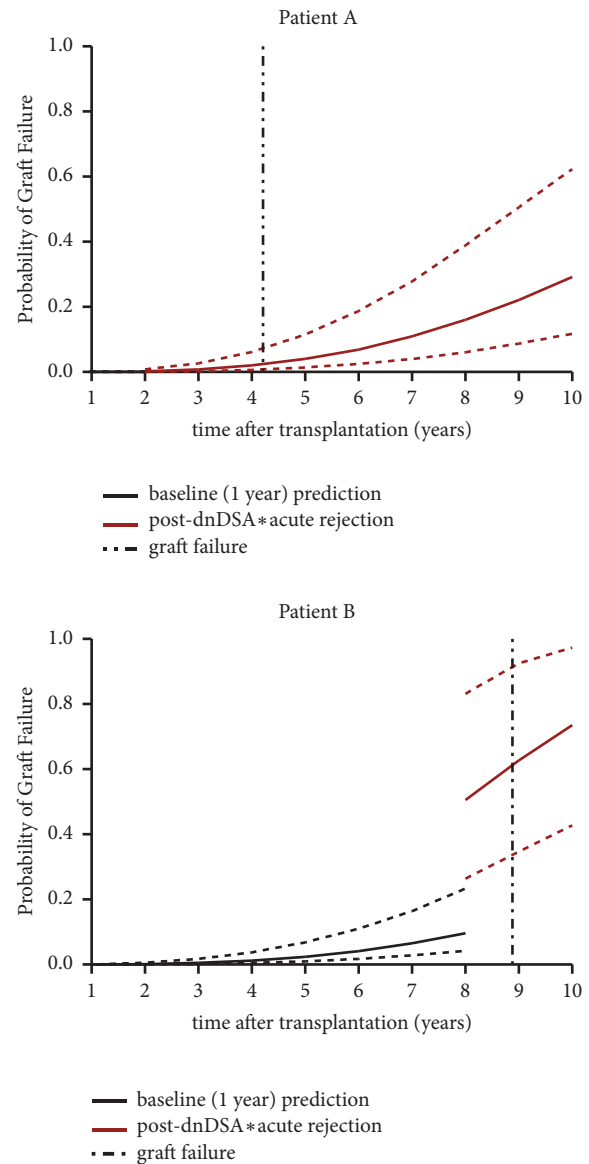 Patient A
Probability of Graft Failure
1.0
0.8
0.6
0.4
0.2
0.0
1 2 3 4 5 6 7 8 9 10
time after transplantation (years)
baseline (1 year) prediction
post-dnDSA*acute rejection
graft failure
Patient B
Probability of Graft Failure
1.0
0.8
0.6
0.4
0.2
0.0
1 2 3 4 5 6 7 8 9 10
time after transplantation (years)
baseline (1 year) prediction
post-dnDSA*acute rejection
graft failure